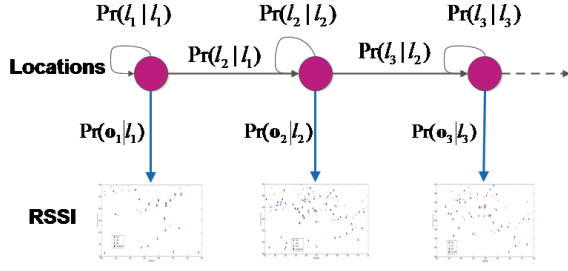 Pr(l₁ | l₁)
Pr(l₂ | l₂)
Pr(l₃ | l₃)
Locations
Pr(l₂ | l₁)
Pr(l₃ | l₂)
Pr(o₁|l₁)
Pr(o₂|l₂)
Pr(o₃|l₃)
RSSI